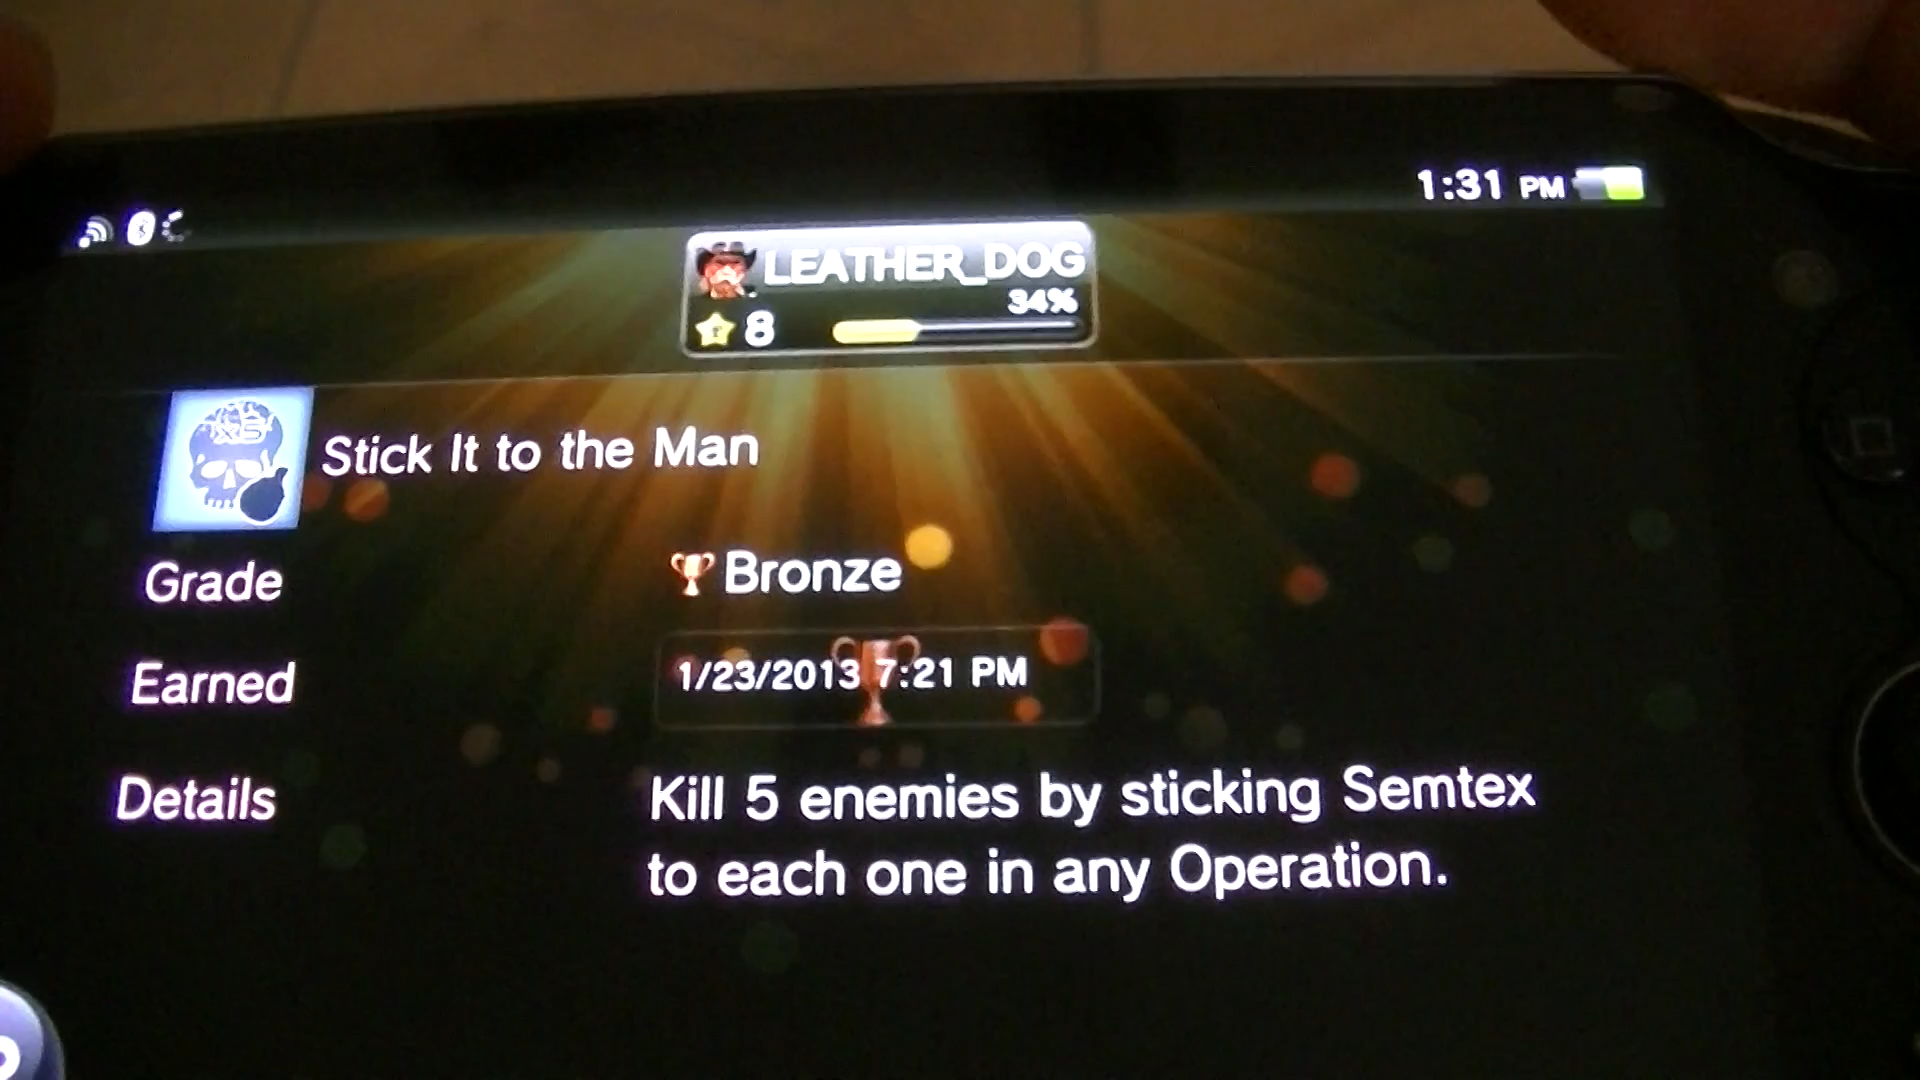 1:31 PM
LEATHER_DOG
34%
8
x5
Stick It to the Man
Grade
Bronze
Earned
1/23/2013 7:21 PM
Details
Kill 5 enemies by sticking Semtex
to each one in any Operation.